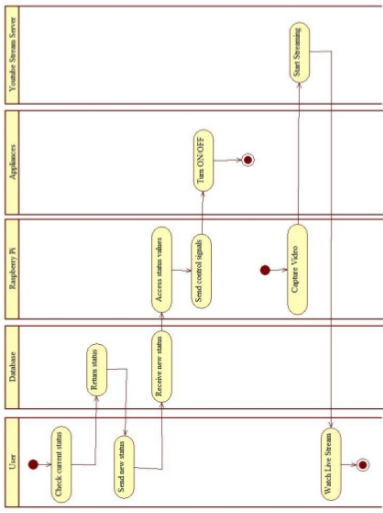 Youtube Stream Server
Start Streaming
Appliances
Turn ON/OFF
Raspberry Pi
Access status values
Send control signals
Capture Video
Database
Return status
Receive new status
User
Check current status
Send new status
Watch Live Stream